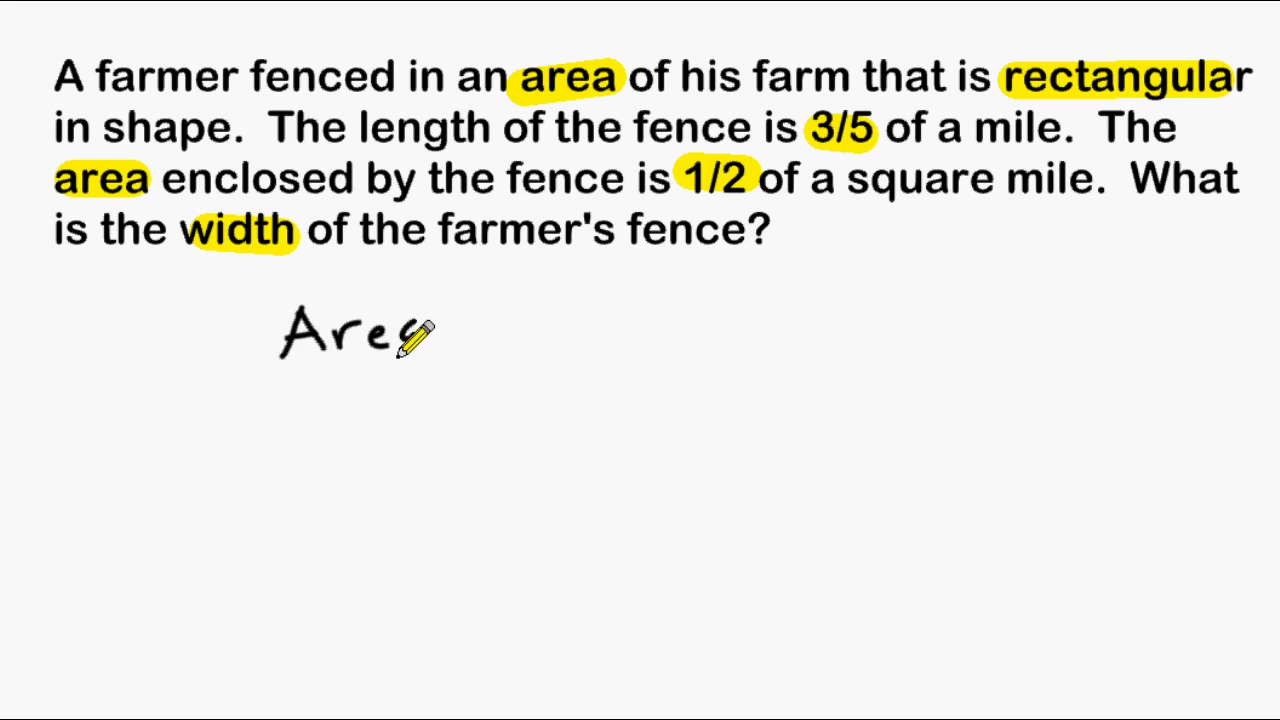 A farmer fenced in an area of his farm that is rectangular
in shape. The length of the fence is 3/5 of a mile. The
area enclosed by the fence is 1/2 of a square mile. What
is the width of the farmer's fence?
Area